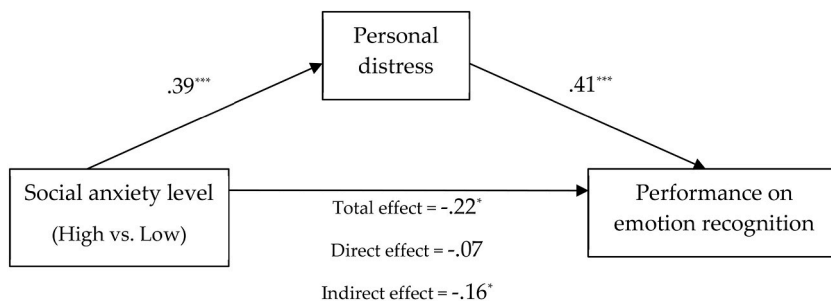 Personal
distress
.39***
.41***
Social anxiety level
(High vs. Low)
Total effect = -.22*
Direct effect = -.07
Indirect effect = -.16*
Performance on
emotion recognition